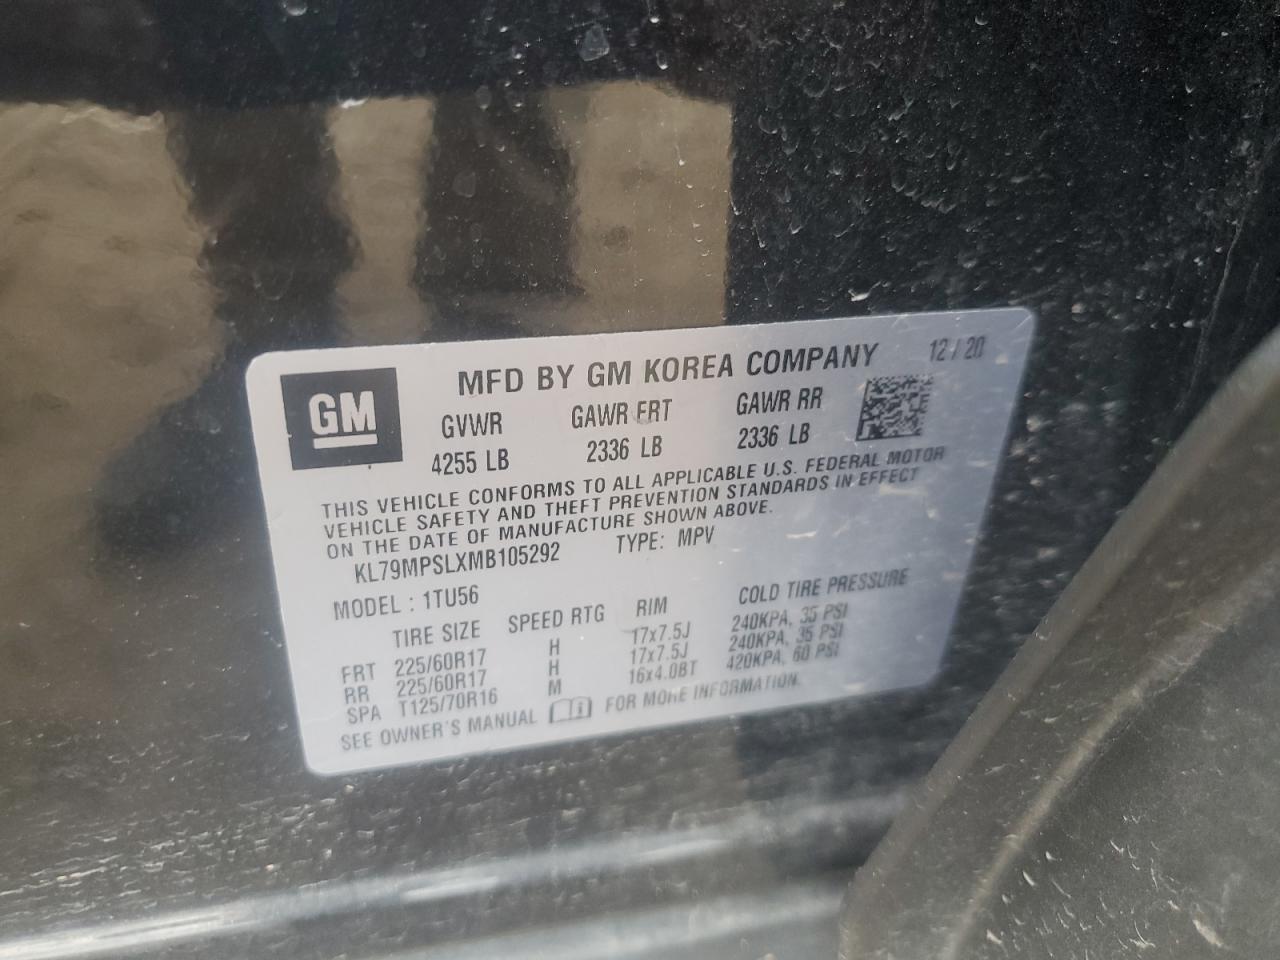 GM
MFD BY GM KOREA COMPANY 12/20
GVWR GAWR FRT GAWR RR
4255 LB 2336 LB 2336 LB
THIS VEHICLE CONFORMS TO ALL APPLICABLE U.S. FEDERAL MOTOR
VEHICLE SAFETY AND THEFT PREVENTION STANDARDS IN EFFECT
ON THE DATE OF MANUFACTURE SHOWN ABOVE.
KL79MPSLXMB105292 TYPE: MPV
MODEL : 1TU56
TIRE SIZE SPEED RTG RIM COLD TIRE PRESSURE
FRT 225/60R17 H 17x7.5J 240KPA, 35 PSI
RR 225/60R17 H 17x7.5J 240KPA, 35 PSI
SPA T125/70R16 M 16x4.0BT 420KPA, 60 PSI
SEE OWNER'S MANUAL FOR MORE INFORMATION.